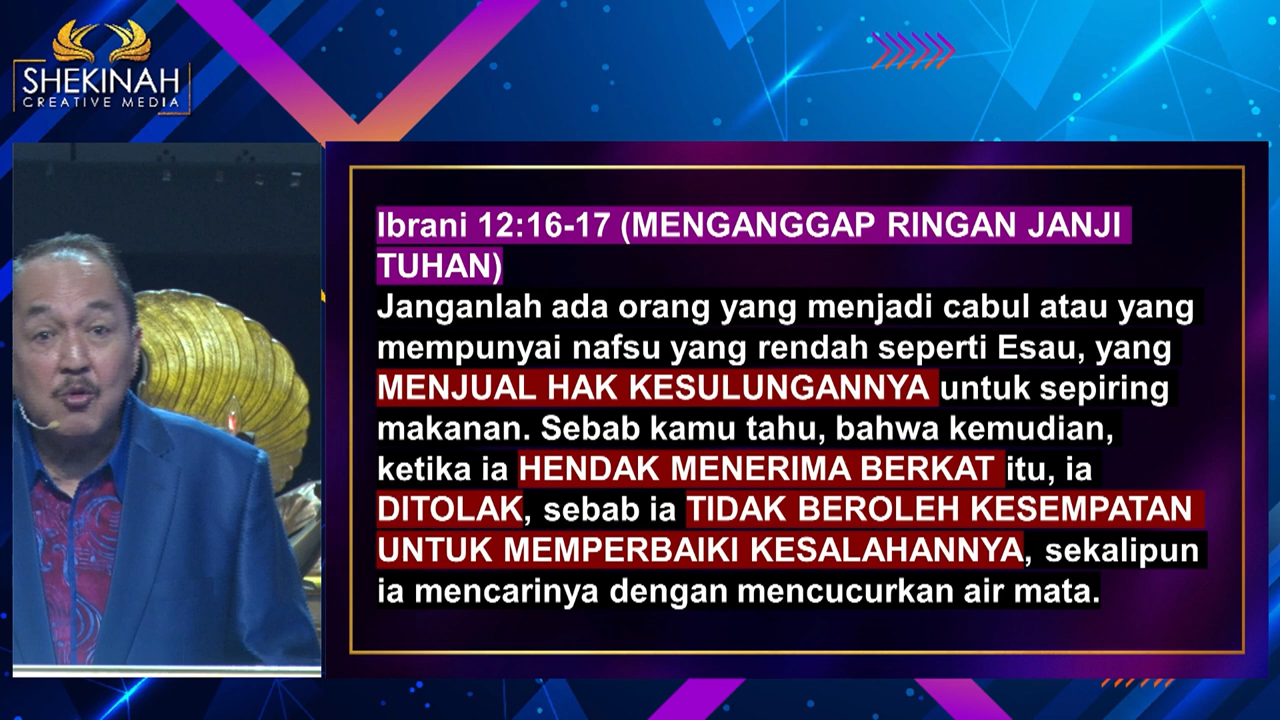 SHEKINAH
CREATIVE MEDIA
Ibrani 12:16-17 (MENGANGGAP RINGAN JANJI
TUHAN)
Janganlah ada orang yang menjadi cabul atau yang
mempunyai nafsu yang rendah seperti Esau, yang
MENJUAL HAK KESULUNGANNYA untuk sepiring
makanan. Sebab kamu tahu, bahwa kemudian,
ketika ia HENDAK MENERIMA BERKAT itu, ia
DITOLAK, sebab ia TIDAK BEROLEH KESEMPATAN
UNTUK MEMPERBAIKI KESALAHANNYA, sekalipun
ia mencarinya dengan mencucurkan air mata.